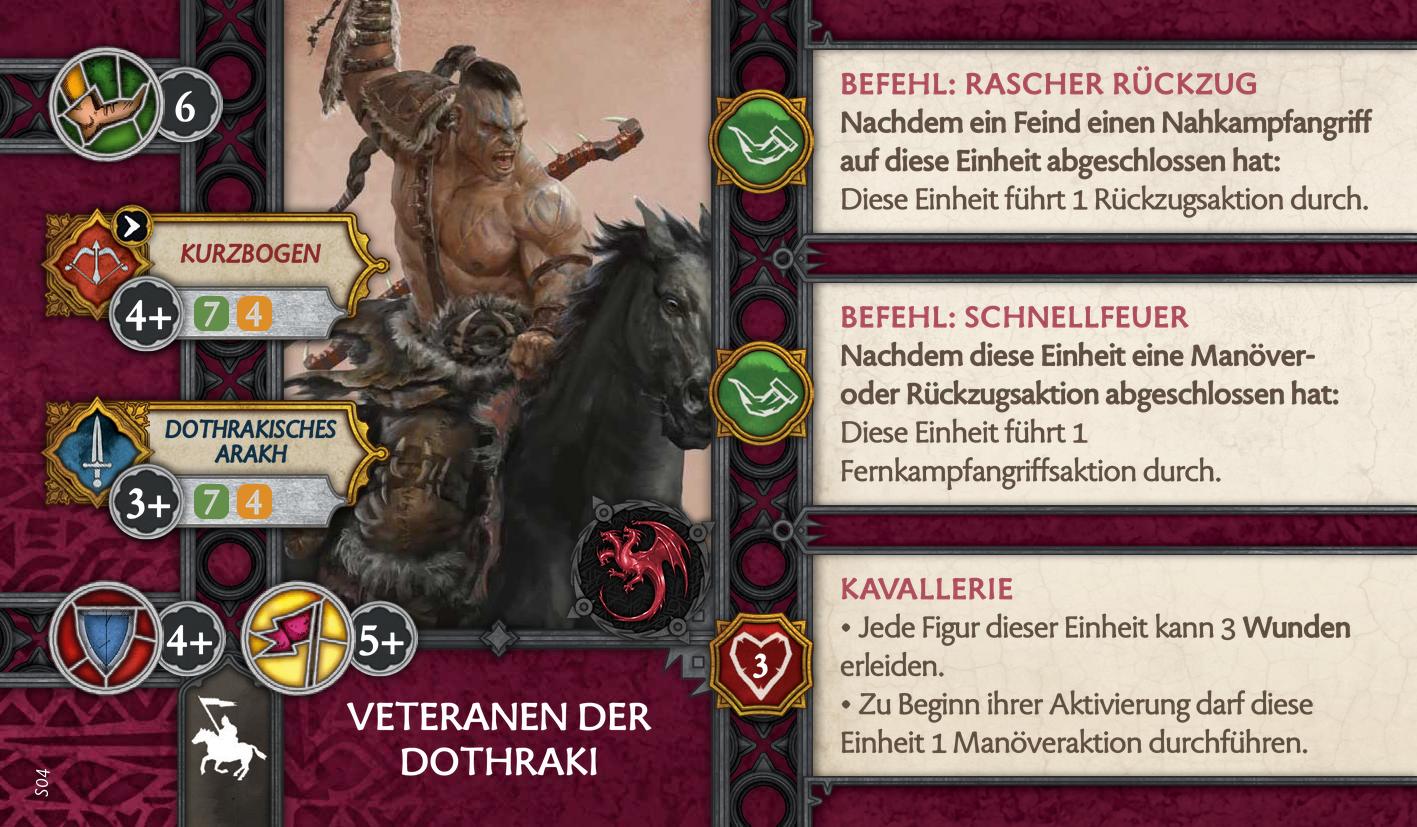 6
KURZBOGEN
4+ 7 4
DOTHRAKISCHES
ARAKH
3+ 7 4
4+ 5+
VETERANEN DER
DOTHRAKI
S04
BEFEHL: RASCHER RÜCKZUG
Nachdem ein Feind einen Nahkampfangriff
auf diese Einheit abgeschlossen hat:
Diese Einheit führt 1 Rückzugsaktion durch.
BEFEHL: SCHNELLFEUER
Nachdem diese Einheit eine Manöver-
oder Rückzugsaktion abgeschlossen hat:
Diese Einheit führt 1
Fernkampfangriffsaktion durch.
3
KAVALLERIE
• Jede Figur dieser Einheit kann 3 Wunden
erleiden.
• Zu Beginn ihrer Aktivierung darf diese
Einheit 1 Manöveraktion durchführen.